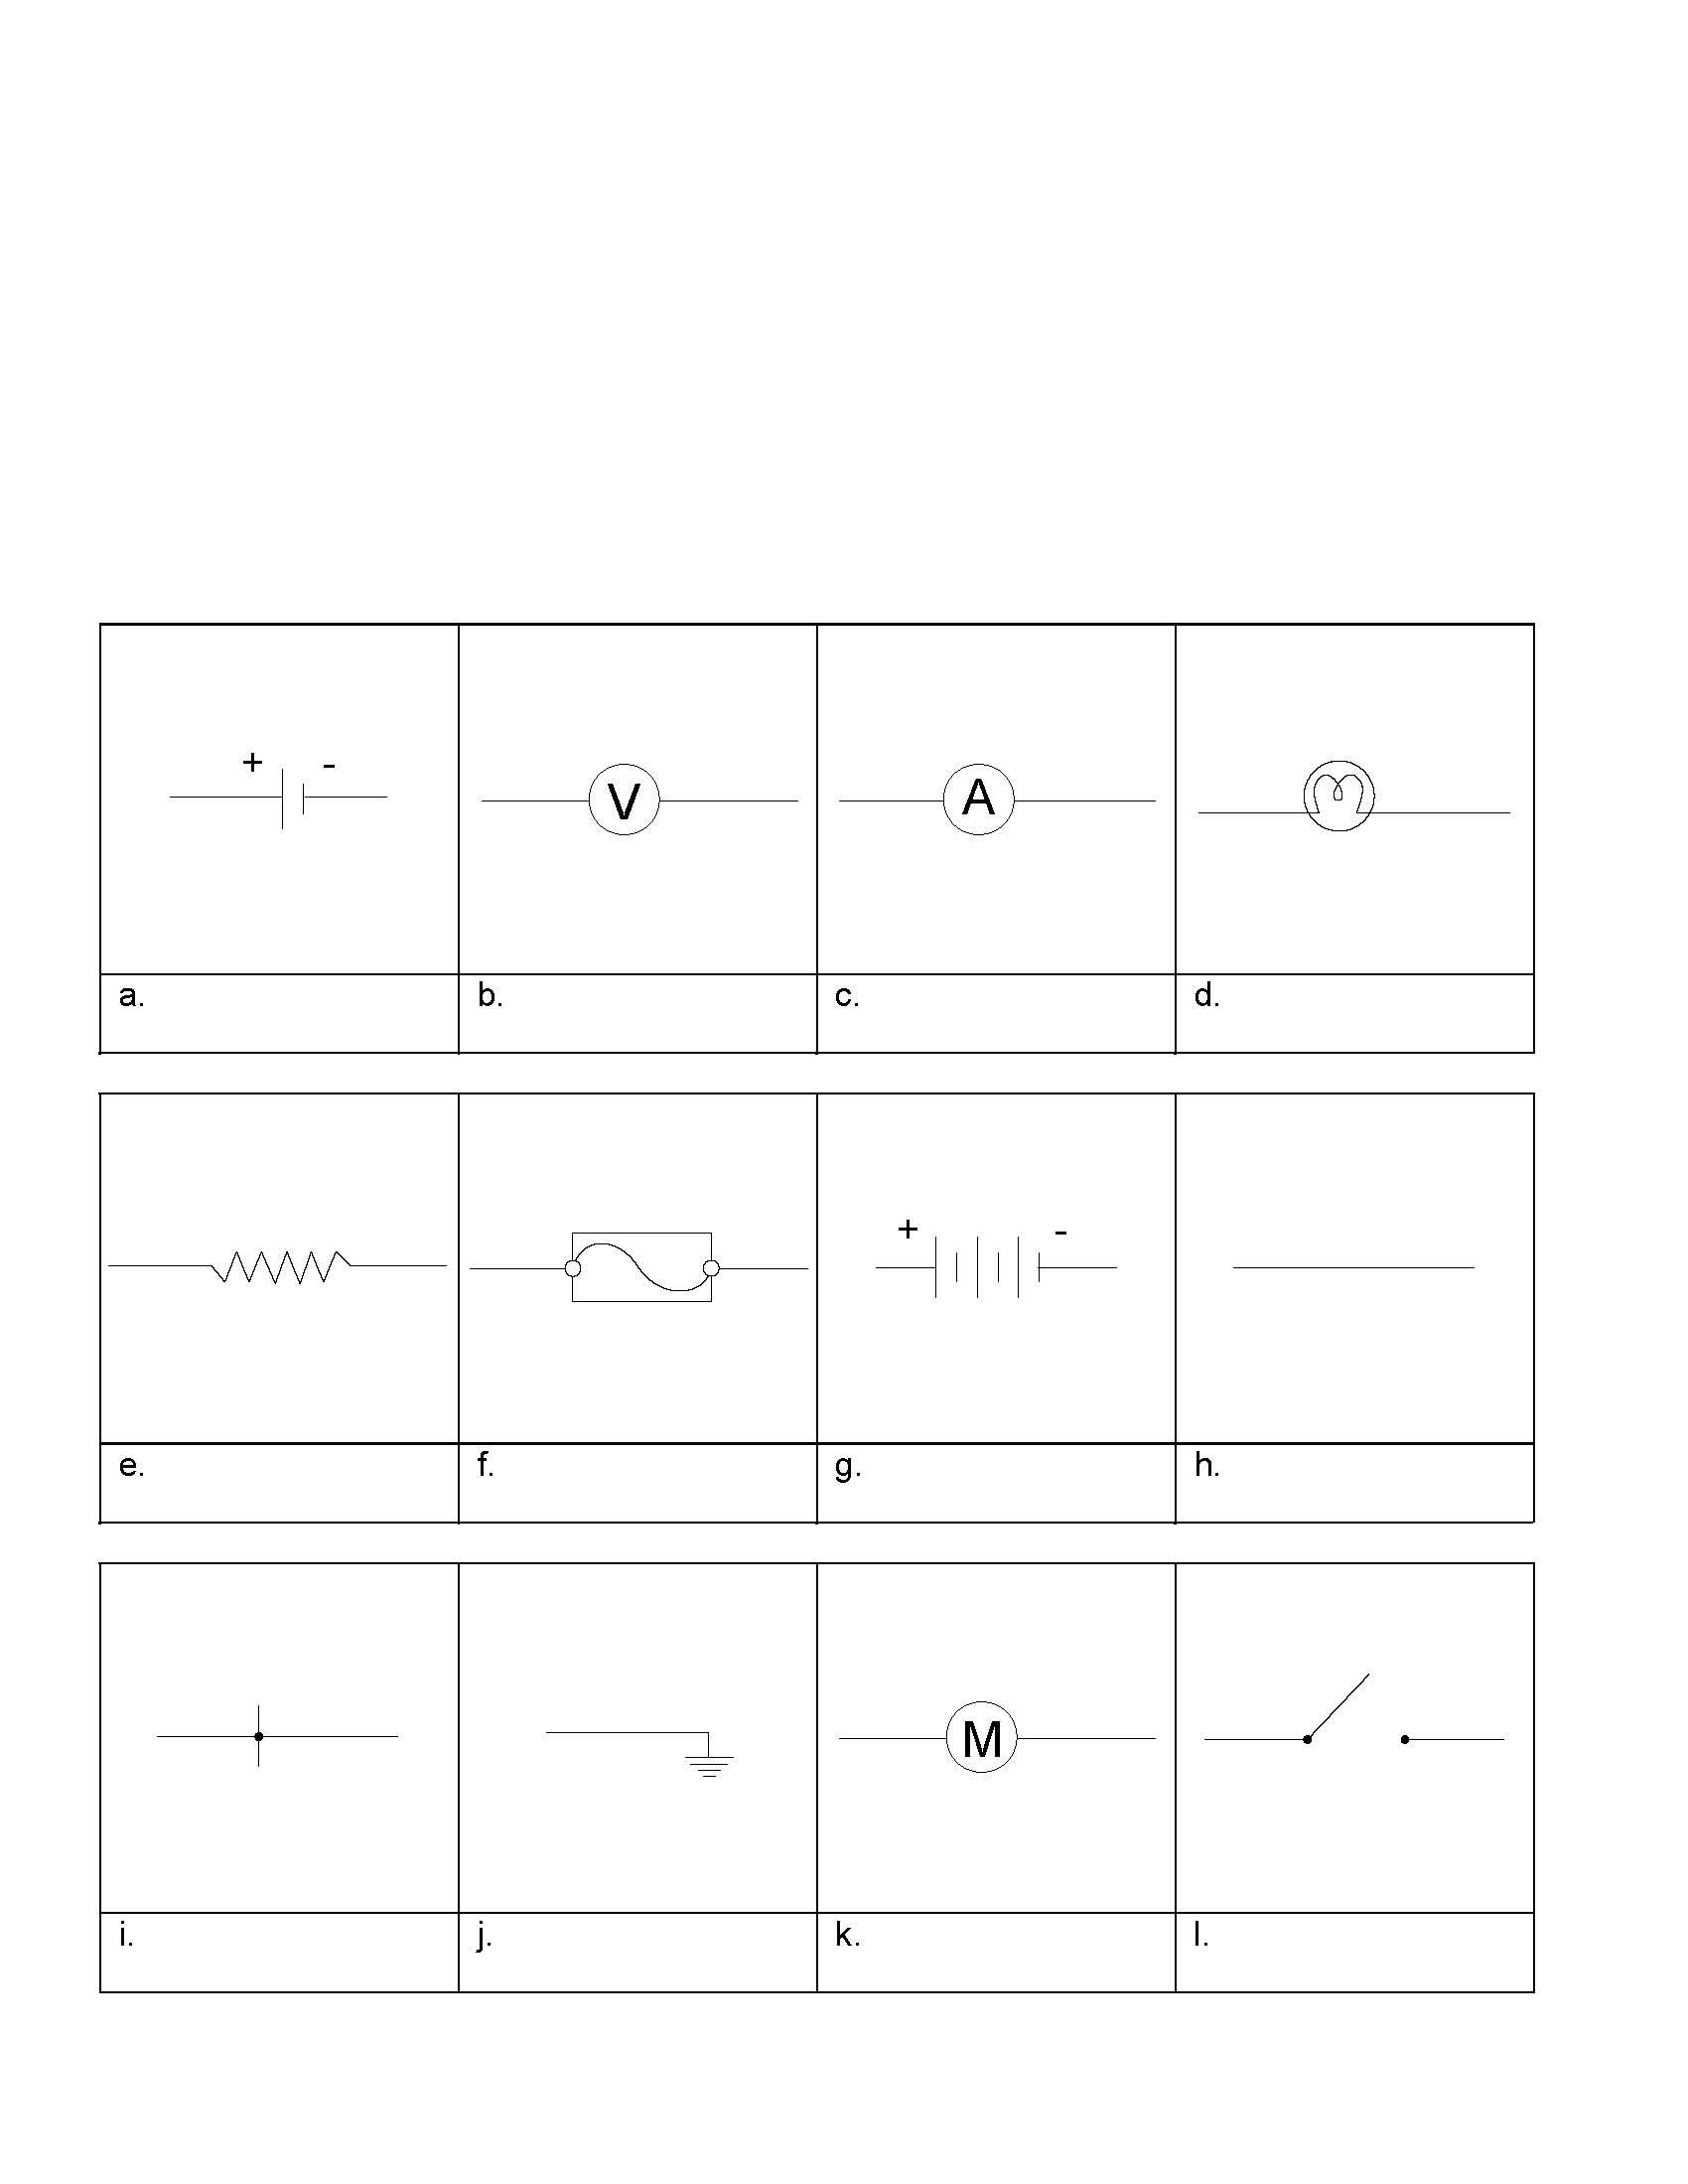 + -
V
A
a. b. c. d.
+ -
e. f. g. h.
M
i. j. k. l.